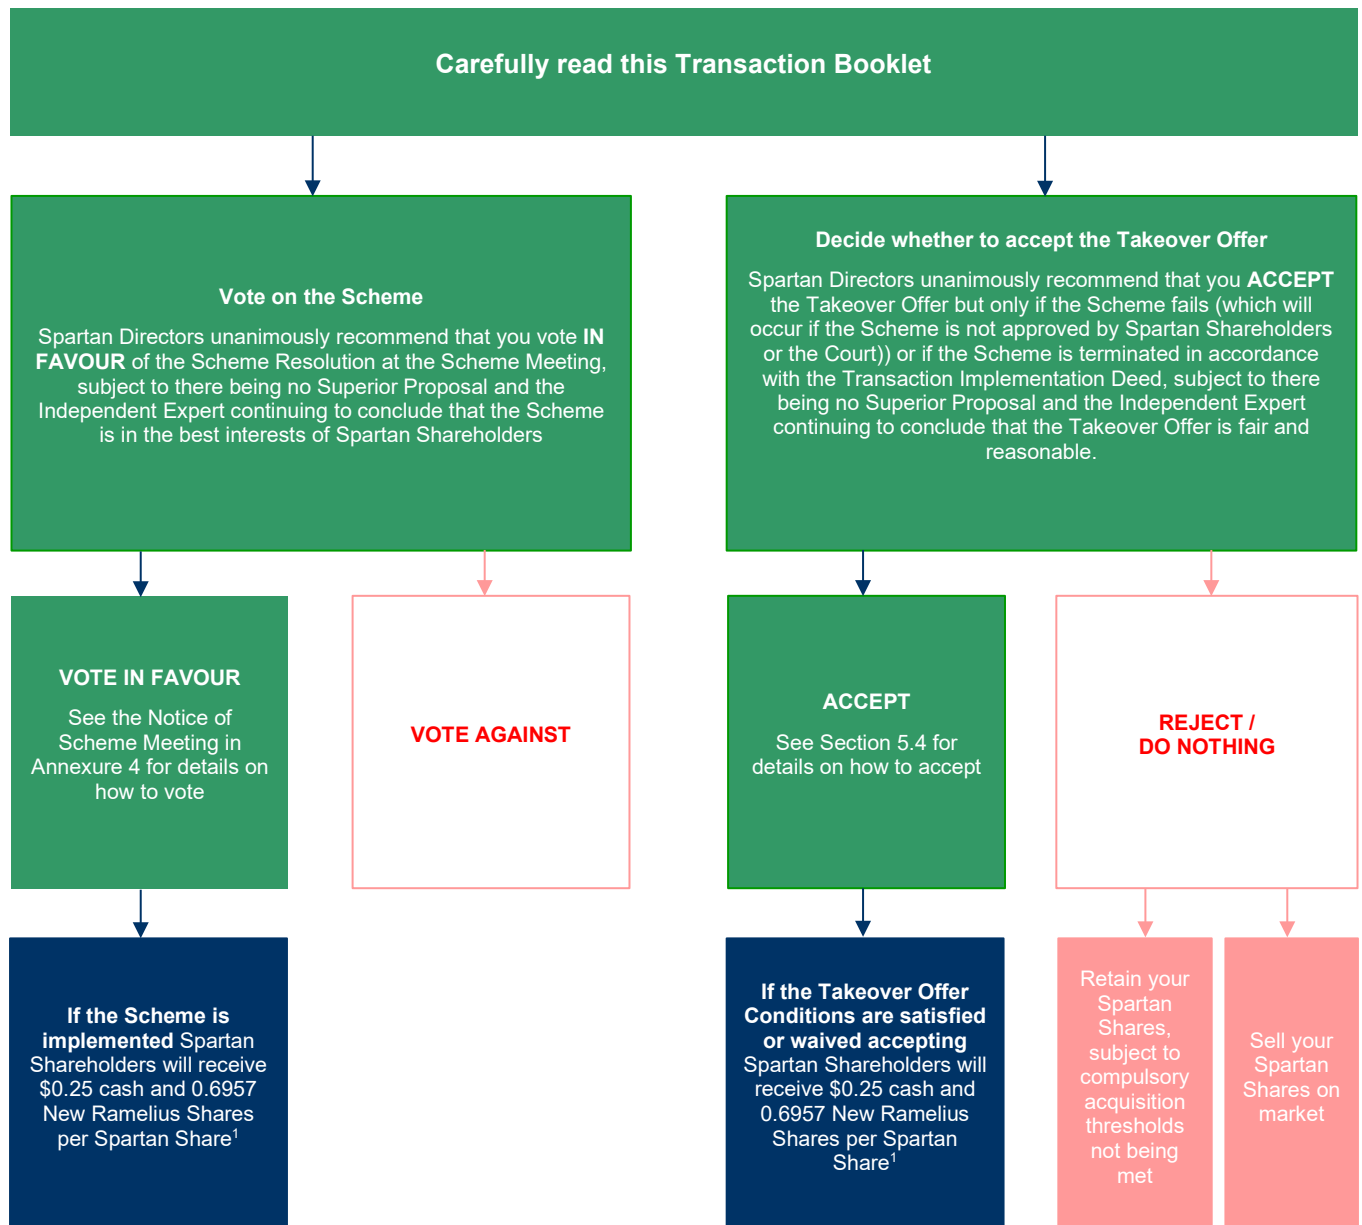 Carefully read this Transaction Booklet
Vote on the Scheme
Spartan Directors unanimously recommend that you vote IN
FAVOUR of the Scheme Resolution at the Scheme Meeting,
subject to there being no Superior Proposal and the
Independent Expert continuing to conclude that the Scheme
is in the best interests of Spartan Shareholders
Decide whether to accept the Takeover Offer
Spartan Directors unanimously recommend that you ACCEPT
the Takeover Offer but only if the Scheme fails (which will
occur if the Scheme is not approved by Spartan Shareholders
or the Court)) or if the Scheme is terminated in accordance
with the Transaction Implementation Deed, subject to there
being no Superior Proposal and the Independent Expert
continuing to conclude that the Takeover Offer is fair and
reasonable.
VOTE IN FAVOUR
See the Notice of
Scheme Meeting in
Annexure 4 for details on
how to vote
VOTE AGAINST
ACCEPT
See Section 5.4 for
details on how to accept
REJECT /
DO NOTHING
If the Scheme is
implemented Spartan
Shareholders will receive
$0.25 cash and 0.6957
New Ramelius Shares
per Spartan Share¹
If the Takeover Offer
Conditions are satisfied
or waived accepting
Spartan Shareholders will
receive $0.25 cash and
0.6957 New Ramelius
Shares per Spartan
Share¹
Retain your
Spartan
Shares,
subject to
compulsory
acquisition
thresholds
not being
met
Sell your
Spartan
Shares on
market